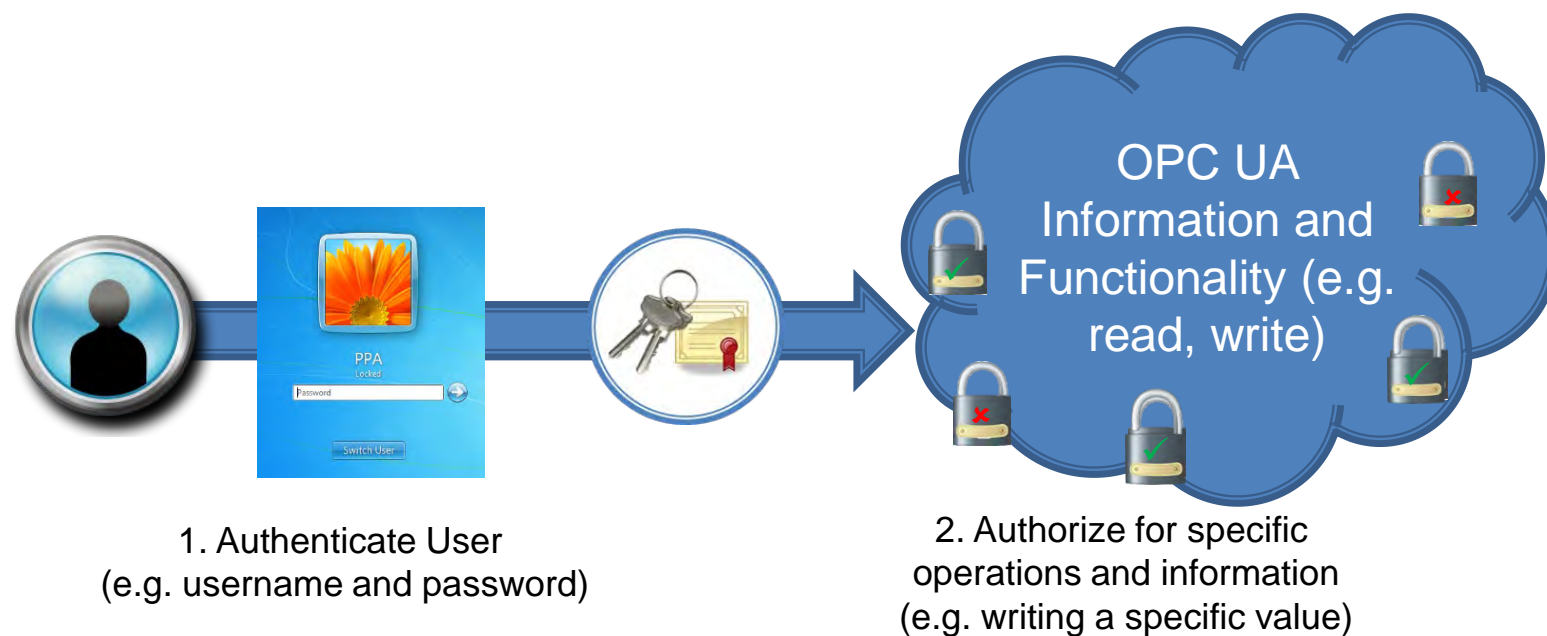 OPC UA
Information and
Functionality (e.g.
read, write)
PPA
Locked
Password
Switch User
1. Authenticate User
(e.g. username and password)
2. Authorize for specific
operations and information
(e.g. writing a specific value)